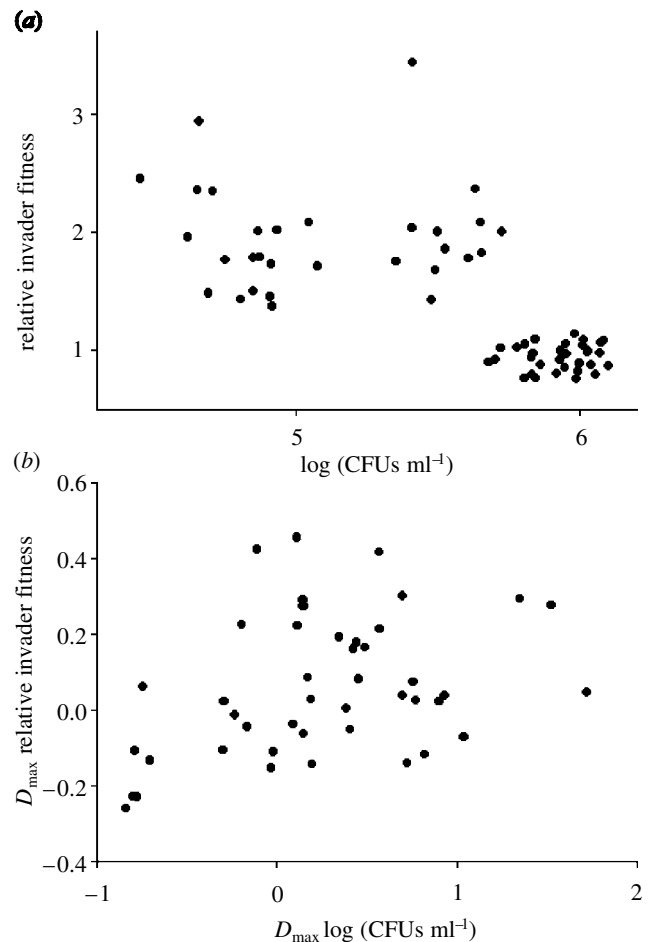 (a)
3
2
1
relative invader fitness
5
6
log (CFUs ml⁻¹)
(b)
0.6
0.4
0.2
0.0
−0.2
−0.4
D_max relative invader fitness
−1
0
1
2
D_max log (CFUs ml⁻¹)